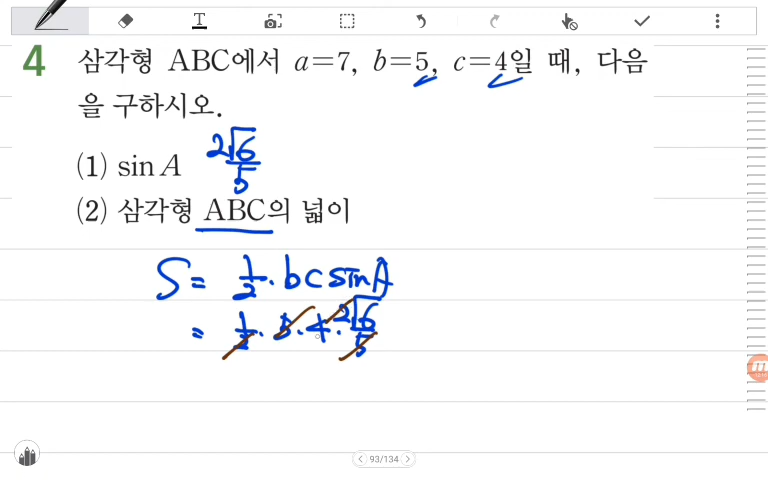 4 삼각형 ABC에서 a=7, b=5, c=4일 때, 다음
을 구하시오.
(1) sin A 2√6/5
(2) 삼각형 ABC의 넓이
S = 1/2 · bc sin A
= 1/2 · 5 · 4 · 2√6/5
93/134